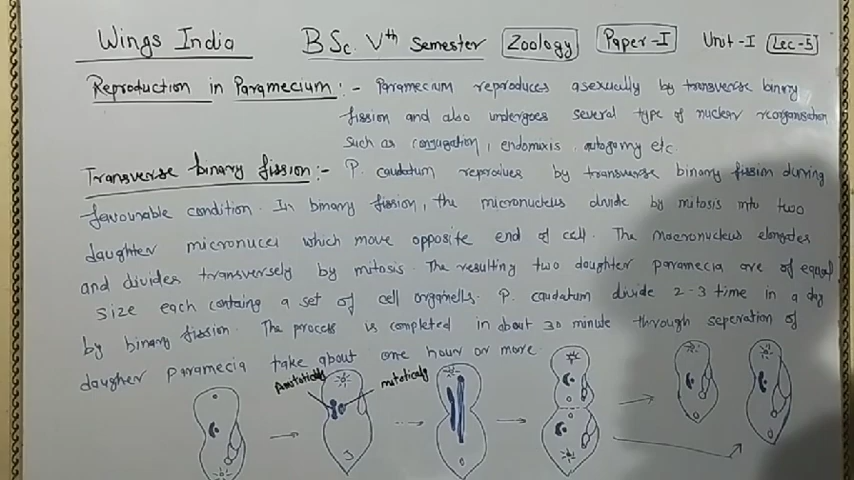 Wings India BSc. Vth Semester Zoology Paper-I Unit-I Lec-5
Reproduction in Paramecium:- Paramecium reproduces asexually by transverse binary
fission and also undergoes several type of nuclear reorganisation
such as conjugation, endomixis, autogamy etc.
Transverse binary fission:- P. caudatum reproduces by transverse binary fission during
favourable condition. In binary fission, the micronucleus divide by mitosis into two
daughter micronucei which move opposite end of cell. The macronucleus elongates
and divides transversely by mitosis. The resulting two daughter paramecia are of equal
size each containg a set of cell organells. P. caudatum divide 2-3 time in a day
by binary fission. The process is completed in about 30 minute through seperation of
daugher paramecia take about one hour or more
mitotically